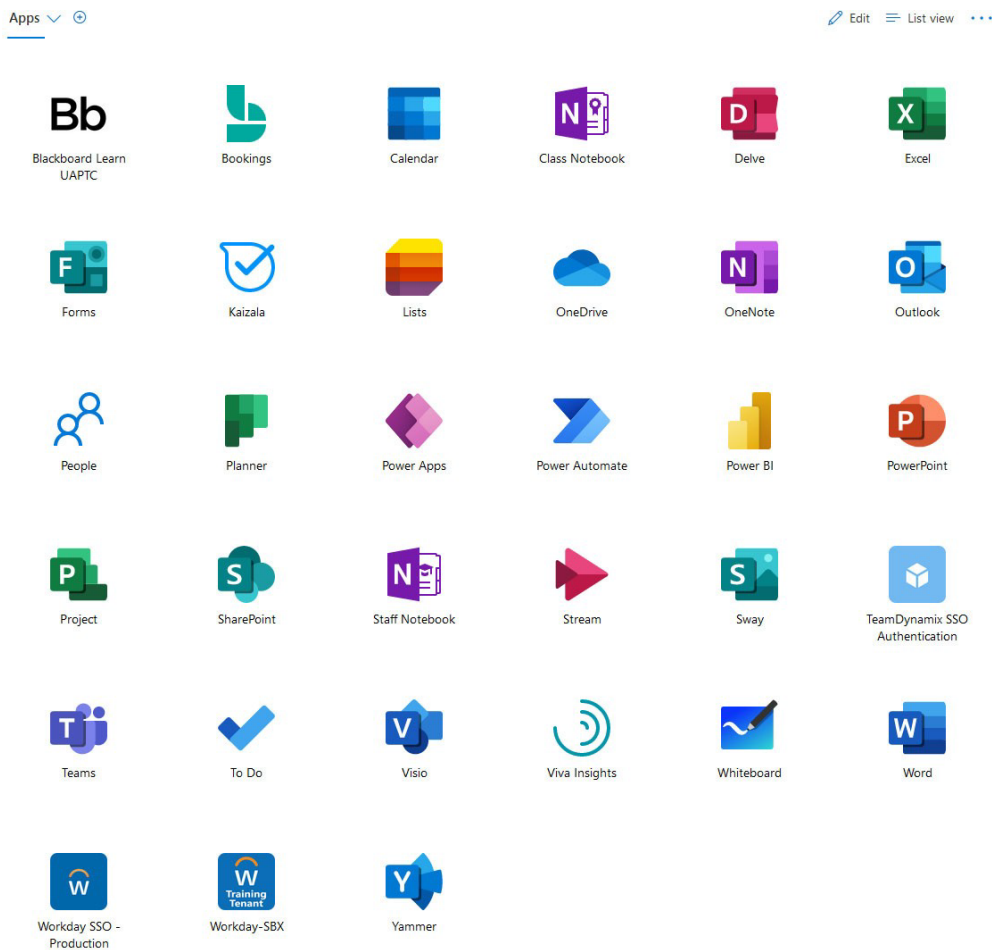 Apps
Edit
List view
Bb
Blackboard Learn
UAPTC
Bookings
Calendar
N
Class Notebook
D
Delve
X
Excel
F
Forms
Kaizala
Lists
OneDrive
N
OneNote
O
Outlook
People
Planner
Power Apps
Power Automate
Power BI
P
PowerPoint
P
Project
S
SharePoint
N
Staff Notebook
Stream
S
Sway
TeamDynamix SSO
Authentication
T
Teams
To Do
V
Visio
Viva Insights
Whiteboard
W
Word
W
Workday SSO -
Production
W
Training
Tenant
Workday-SBX
Y
Yammer